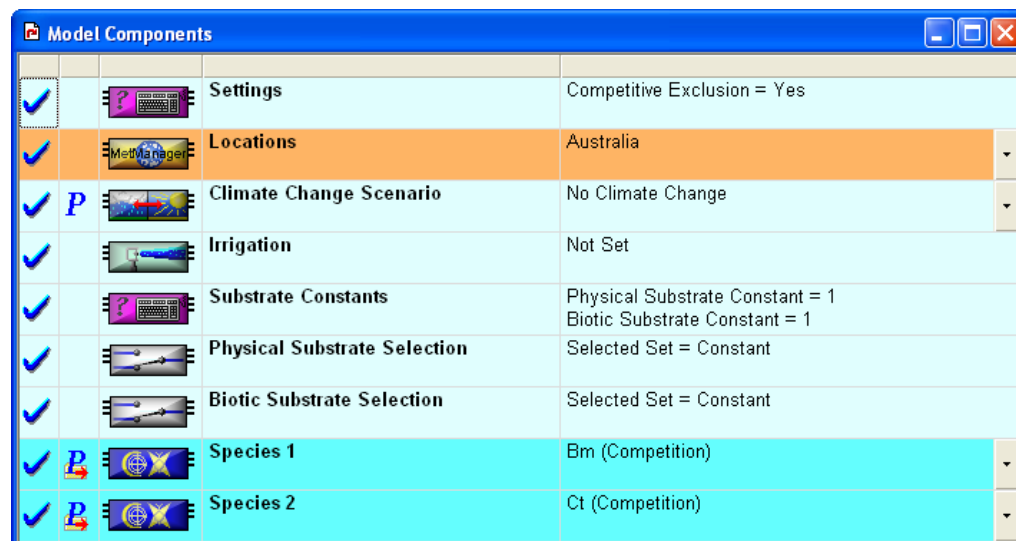 Model Components
Settings
Competitive Exclusion = Yes
MetManager
Locations
Australia
P
Climate Change Scenario
No Climate Change
Irrigation
Not Set
?
Substrate Constants
Physical Substrate Constant = 1
Biotic Substrate Constant = 1
Physical Substrate Selection
Selected Set = Constant
Biotic Substrate Selection
Selected Set = Constant
P
Species 1
Bm (Competition)
P
Species 2
Ct (Competition)